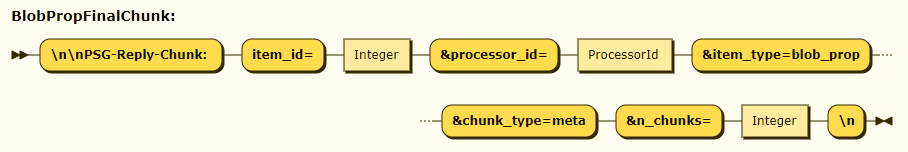 BlobPropFinalChunk:
\n\nPSG-Reply-Chunk: item_id= Integer &processor_id= ProcessorId &item_type=blob_prop
&chunk_type=meta &n_chunks= Integer \n